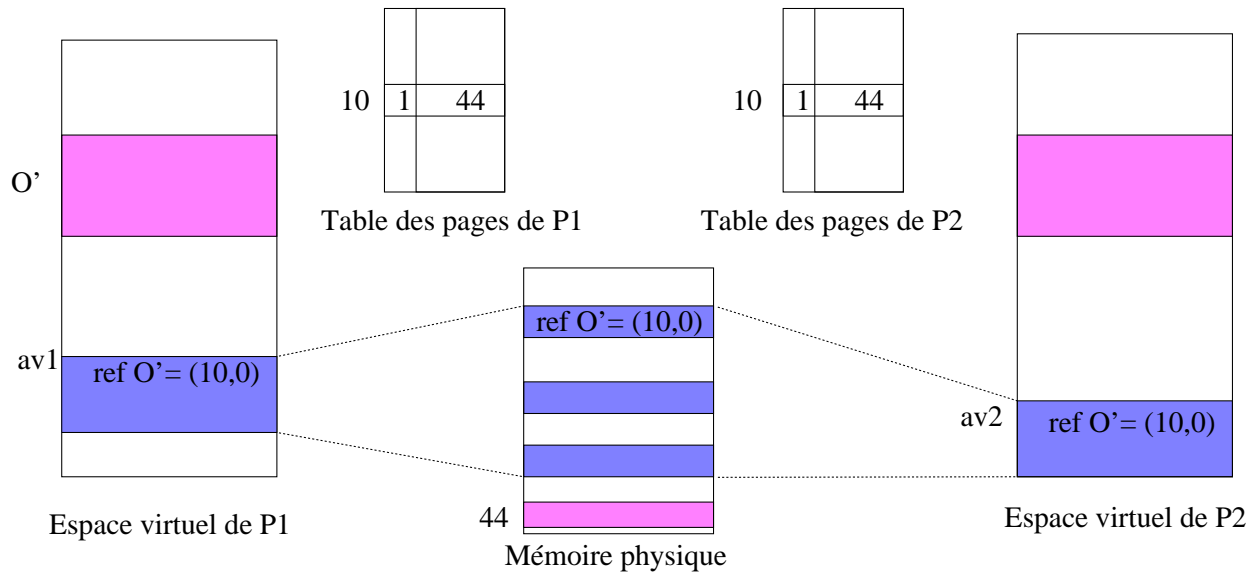 10 1 44
10 1 44
O'
Table des pages de P1
Table des pages de P2
ref O'= (10,0)
av1
ref O'= (10,0)
av2
ref O'= (10,0)
44
Espace virtuel de P1
Espace virtuel de P2
Mémoire physique